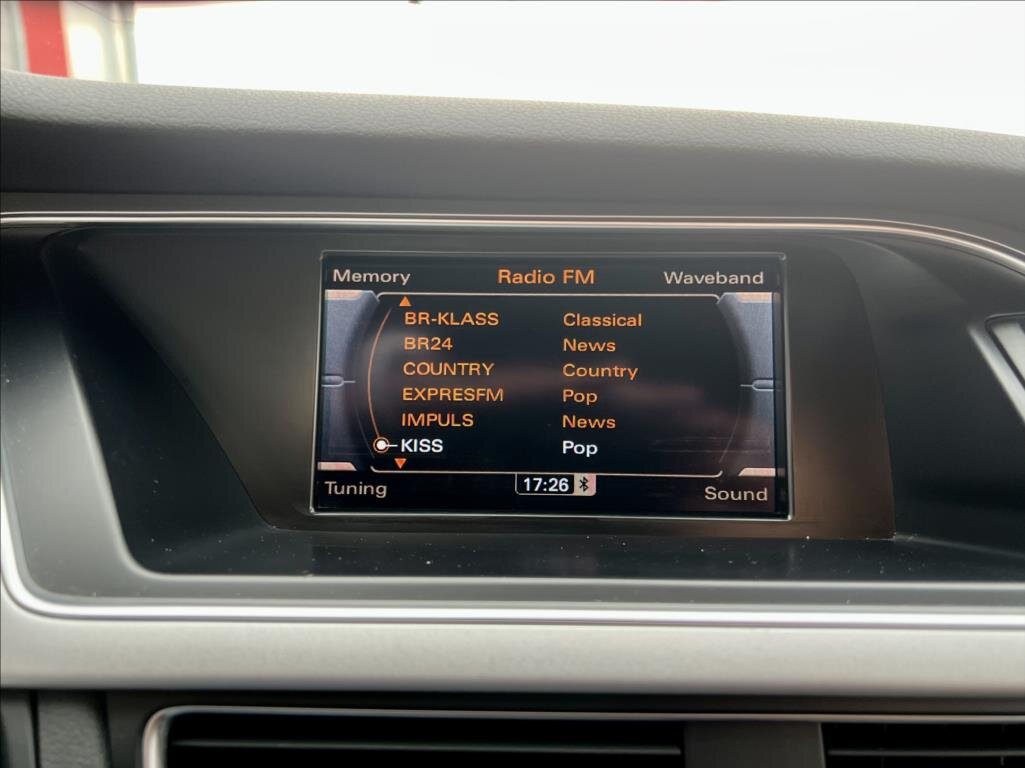 Memory Radio FM Waveband
BR-KLASS Classical
BR24 News
COUNTRY Country
EXPRESFM Pop
IMPULS News
KISS Pop
Tuning 17:26 Sound